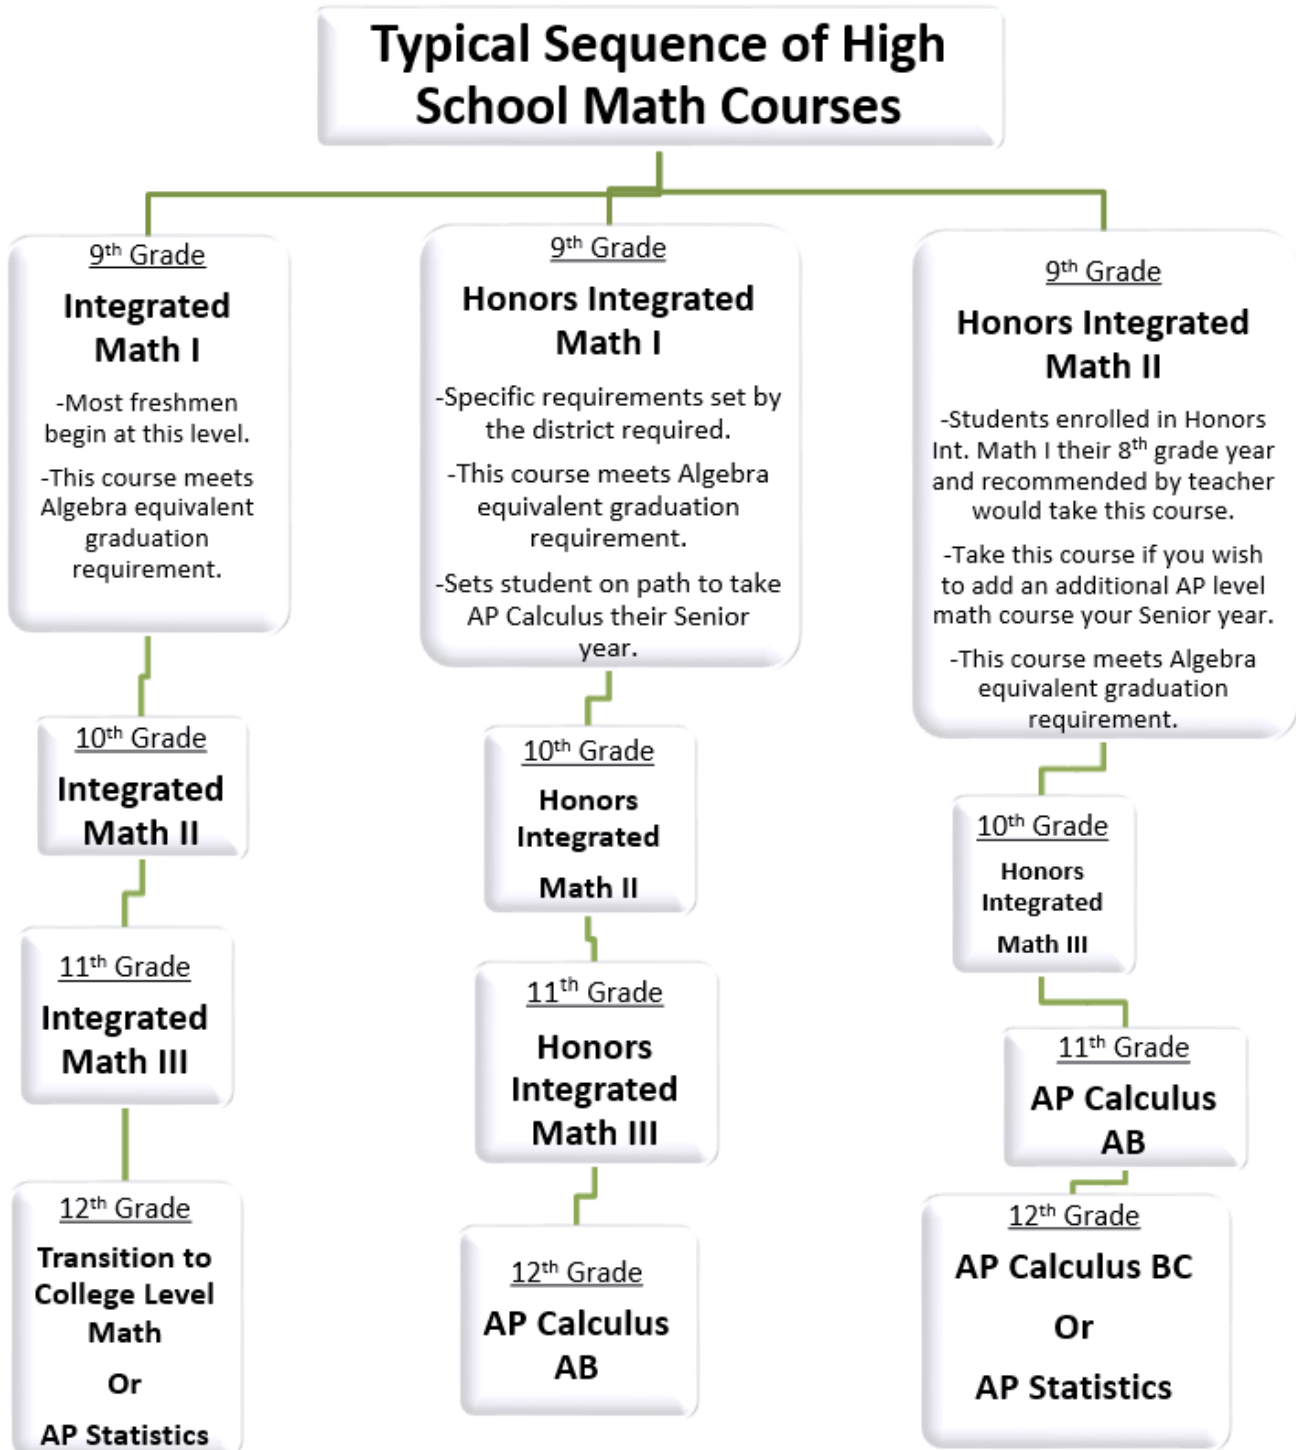 Typical Sequence of High
School Math Courses
9th Grade
Integrated
Math I
-Most freshmen
begin at this level.
-This course meets
Algebra equivalent
graduation
requirement.
10th Grade
Integrated
Math II
11th Grade
Integrated
Math III
12th Grade
Transition to
College Level
Math
Or
AP Statistics
9th Grade
Honors Integrated
Math I
-Specific requirements set by
the district required.
-This course meets Algebra
equivalent graduation
requirement.
-Sets student on path to take
AP Calculus their Senior
year.
10th Grade
Honors
Integrated
Math II
11th Grade
Honors
Integrated
Math III
12th Grade
AP Calculus
AB
9th Grade
Honors Integrated
Math II
-Students enrolled in Honors
Int. Math I their 8th grade year
and recommended by teacher
would take this course.
-Take this course if you wish
to add an additional AP level
math course your Senior year.
-This course meets Algebra
equivalent graduation
requirement.
10th Grade
Honors
Integrated
Math III
11th Grade
AP Calculus
AB
12th Grade
AP Calculus BC
Or
AP Statistics